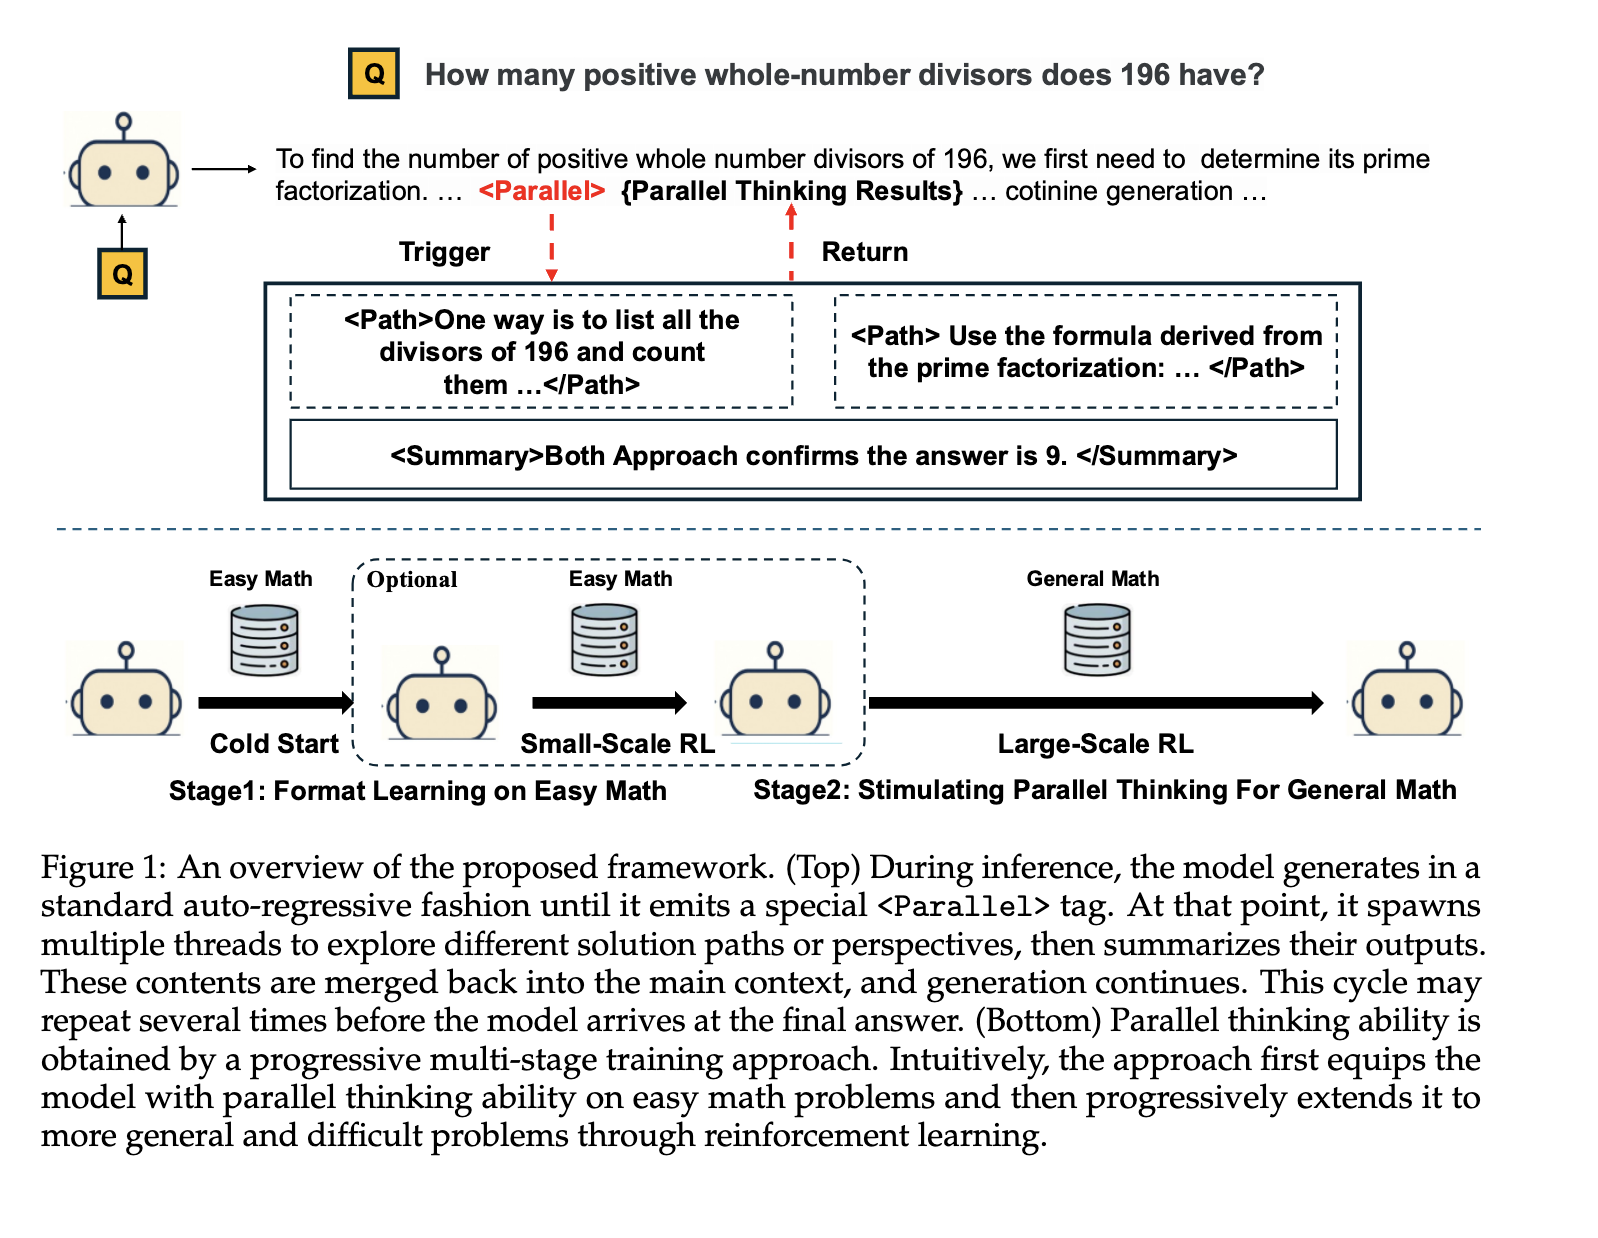 Q How many positive whole-number divisors does 196 have?
To find the number of positive whole number divisors of 196, we first need to determine its prime
factorization. … <Parallel> {Parallel Thinking Results} … cotinine generation …
Trigger
Return
Q
<Path>One way is to list all the
divisors of 196 and count
them …</Path>
<Path> Use the formula derived from
the prime factorization: … </Path>
<Summary>Both Approach confirms the answer is 9. </Summary>
Easy Math
Optional
Easy Math
General Math
Cold Start
Small-Scale RL
Large-Scale RL
Stage1: Format Learning on Easy Math
Stage2: Stimulating Parallel Thinking For General Math
Figure 1: An overview of the proposed framework. (Top) During inference, the model generates in a
standard auto-regressive fashion until it emits a special <Parallel> tag. At that point, it spawns
multiple threads to explore different solution paths or perspectives, then summarizes their outputs.
These contents are merged back into the main context, and generation continues. This cycle may
repeat several times before the model arrives at the final answer. (Bottom) Parallel thinking ability is
obtained by a progressive multi-stage training approach. Intuitively, the approach first equips the
model with parallel thinking ability on easy math problems and then progressively extends it to
more general and difficult problems through reinforcement learning.